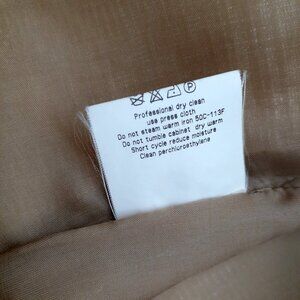 P
Professional dry clean
use press cloth
Do not steam warm iron 50C-113F
Do not tumble cabinet dry warm
Short cycle reduce moisture
Clean perchloroethylene